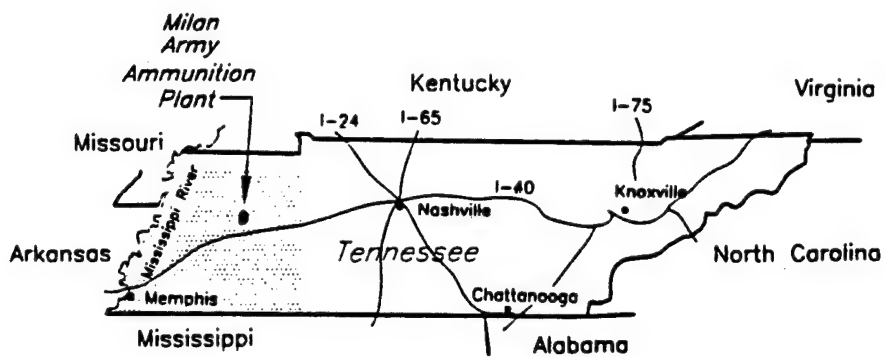 Milan
Army
Ammunition
Plant
Kentucky
Virginia
I-24
I-65
I-75
Missouri
Mississippi River
I-40
Knoxville
Nashville
Arkansas
Tennessee
North Carolina
Chattanooga
Memphis
Mississippi
Alabama